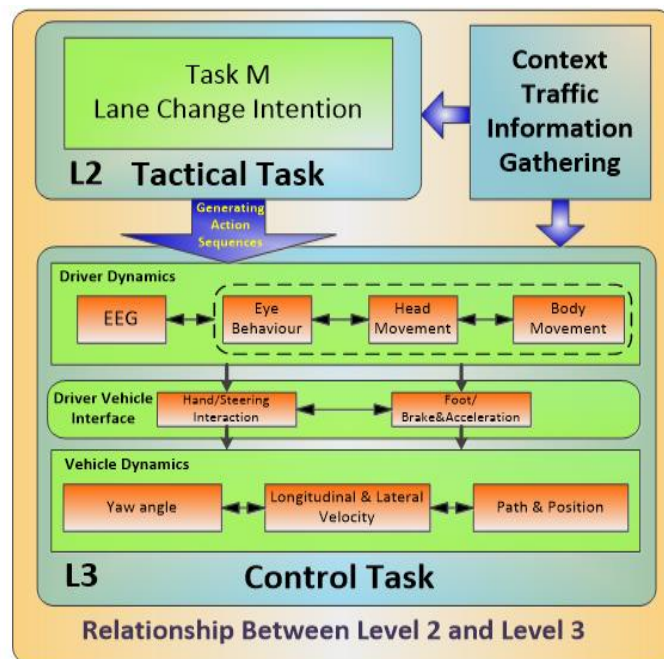 Task M
Lane Change Intention
L2 Tactical Task
Context
Traffic
Information
Gathering
Generating
Action
Sequences
Driver Dynamics
EEG
Eye
Behaviour
Head
Movement
Body
Movement
Driver Vehicle
Interface
Hand/Steering
Interaction
Foot/
Brake&Acceleration
Vehicle Dynamics
Yaw angle
Longitudinal & Lateral
Velocity
Path & Position
L3 Control Task
Relationship Between Level 2 and Level 3